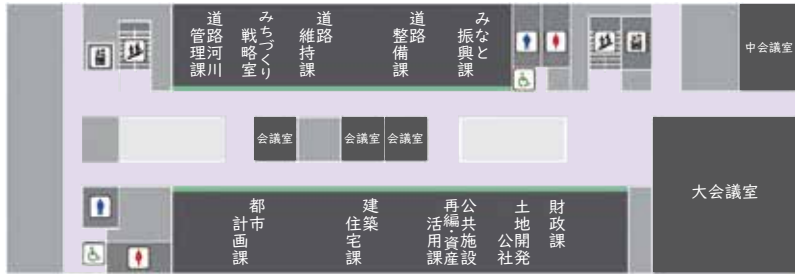 道路河川
管理課
みちづくり
戦略室
道路
維持課
道路
整備課
みなと
振興課
中会議室
会議室
会議室
会議室
大会議室
都市
計画課
建築
住宅課
公共施設
再編・資産
活用課
土地開発
公社
財政課